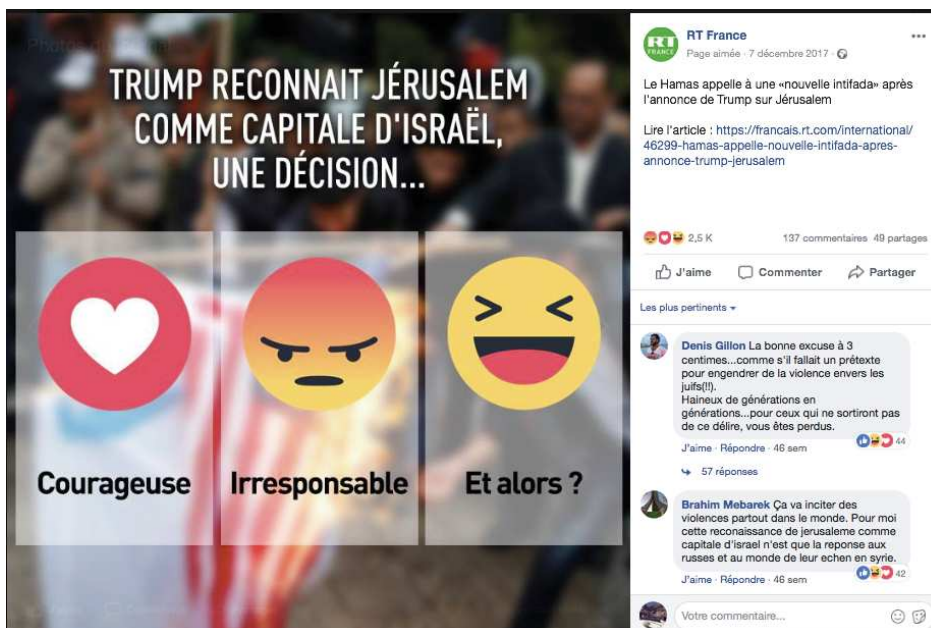 TRUMP RECONNAIT JÉRUSALEM
COMME CAPITALE D'ISRAËL,
UNE DÉCISION...
Courageuse
Irresponsable
Et alors ?
RT
FRANCE
RT France
Page aimée · 7 décembre 2017 ·
Le Hamas appelle à une «nouvelle intifada» après
l'annonce de Trump sur Jérusalem
Lire l'article : https://francais.rt.com/international/
46299-hamas-appelle-nouvelle-intifada-apres-
annonce-trump-jerusalem
2,5 K
137 commentaires 49 partages
J'aime
Commenter
Partager
Les plus pertinents
Denis Gillon La bonne excuse à 3
centimes...comme s'il fallait un prétexte
pour engendrer de la violence envers les
juifs(!!).
Haineux de générations en
générations...pour ceux qui ne sortiront pas
de ce délire, vous êtes perdus.
44
J'aime · Répondre · 46 sem
57 réponses
Brahim Mebarek Ça va inciter des
violences partout dans le monde. Pour moi
cette reconaissance de jerusaleme comme
capitale d'israel n'est que la reponse aux
russes et au monde de leur echen en syrie.
42
J'aime · Répondre · 46 sem
Votre commentaire...